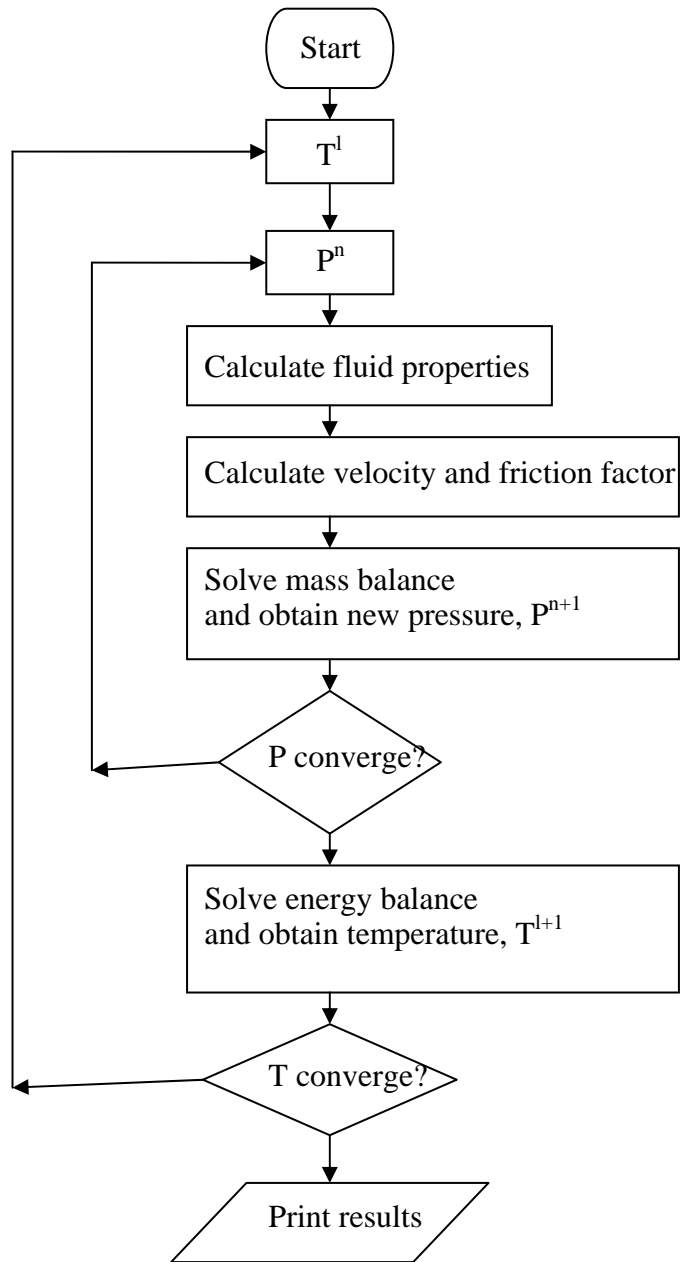 Start
T^l
P^n
Calculate fluid properties
Calculate velocity and friction factor
Solve mass balance
and obtain new pressure, P^n+1
P converge?
Solve energy balance
and obtain temperature, T^l+1
T converge?
Print results